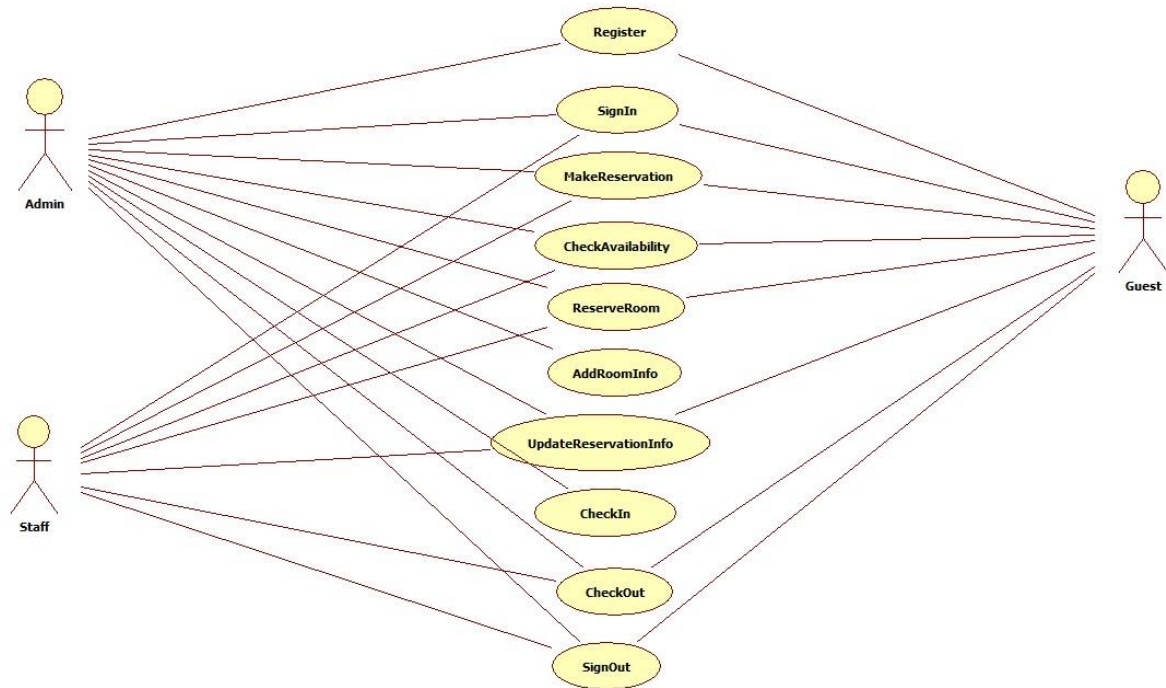 Register
SignIn
Admin
MakeReservation
CheckAvailability
Guest
ReserveRoom
AddRoomInfo
UpdateReservationInfo
CheckIn
Staff
CheckOut
SignOut